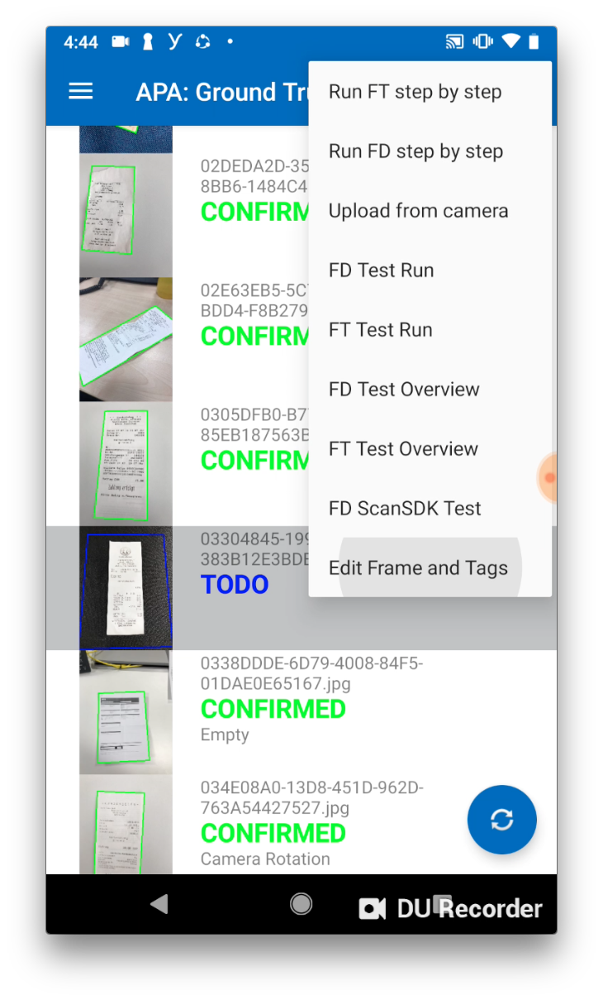 4:44
APA: Ground Tr
Run FT step by step
Run FD step by step
Upload from camera
FD Test Run
FT Test Run
FD Test Overview
FT Test Overview
FD ScanSDK Test
Edit Frame and Tags
02DEDA2D-35
8BB6-1484C4
CONFIRM
02E63EB5-5C
BDD4-F8B279
CONFIRM
0305DFB0-B7
85EB187563B
CONFIRM
03304845-199
383B12E3BDE
TODO
0338DDDE-6D79-4008-84F5-
01DAE0E65167.jpg
CONFIRMED
Empty
034E08A0-13D8-451D-962D-
763A54427527.jpg
CONFIRMED
Camera Rotation
DU Recorder